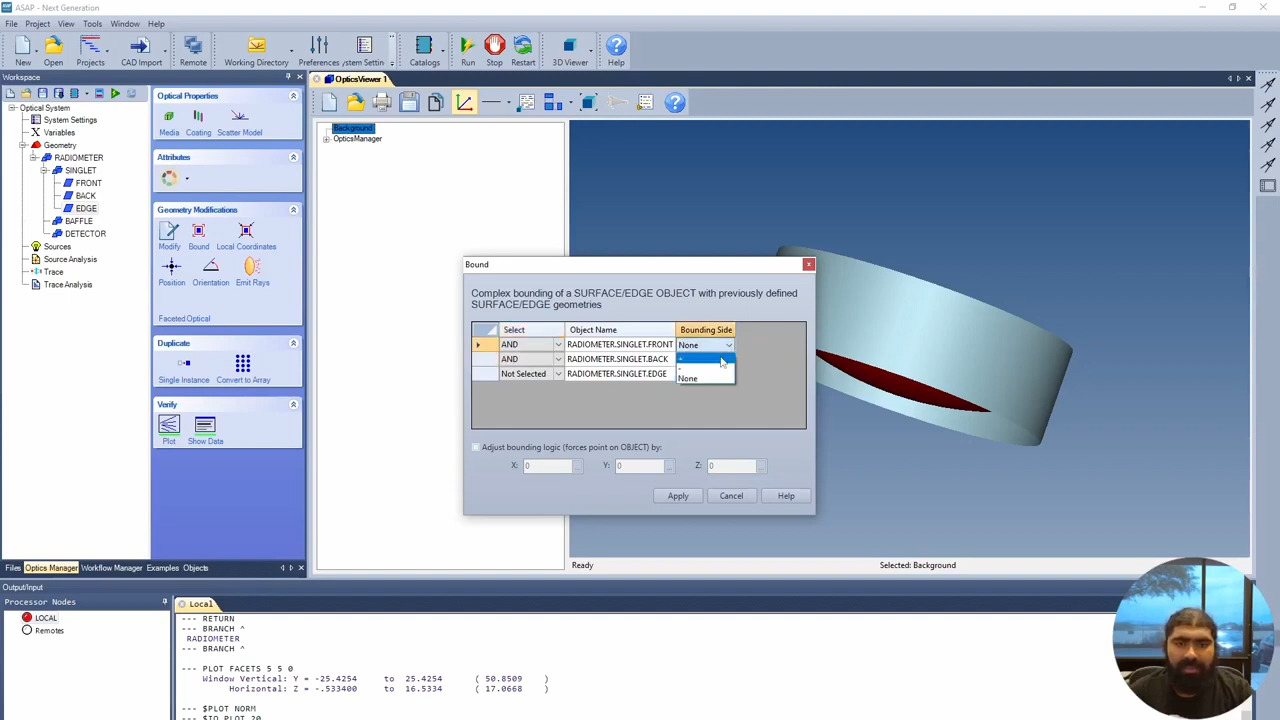 ASAP - Next Generation
File Project View Tools Window Help
New Open Projects CAD Import Remote Working Directory Preferences Catalogs Run Stop Restart 3D Viewer Help
Workspace
OpticsViewer 1
Optical System
System Settings
Variables
Geometry
RADIOMETER
SINGLET
FRONT
BACK
EDGE
BAFFLE
DETECTOR
Sources
Source Analysis
Trace
Trace Analysis
Optical Properties
Media Coating Scatter Model
Attributes
Geometry Modifications
Modify Bound Local Coordinates
Position Orientation Emit Rays
Faceted Optical
Duplicate
Single Instance Convert to Array
Verify
Plot Show Data
Background
OpticsManager
Bound
Complex bounding of a SURFACE/EDGE OBJECT with previously defined
SURFACE/EDGE geometries
Select Object Name Bounding Side
AND RADIOMETER.SINGLET.FRONT None
AND RADIOMETER.SINGLET.BACK +
-
Not Selected RADIOMETER.SINGLET.EDGE None
Adjust bounding logic (forces point on OBJECT) by:
X: 0 ... Y: 0 ... Z: 0 ...
Apply Cancel Help
Files Optics Manager Workflow Manager Examples Objects
Ready Selected: Background
Output/Input
Processor Nodes
LOCAL
Remotes
Local
--- RETURN
--- BRANCH ^
RADIOMETER
--- BRANCH ^
--- PLOT FACETS 5 5 0
Window Vertical: Y = -25.4254 to 25.4254 ( 50.8509 )
Horizontal: Z = -.533400 to 16.5334 ( 17.0668 )
--- $PLOT NORM
--- $IO PLOT 20